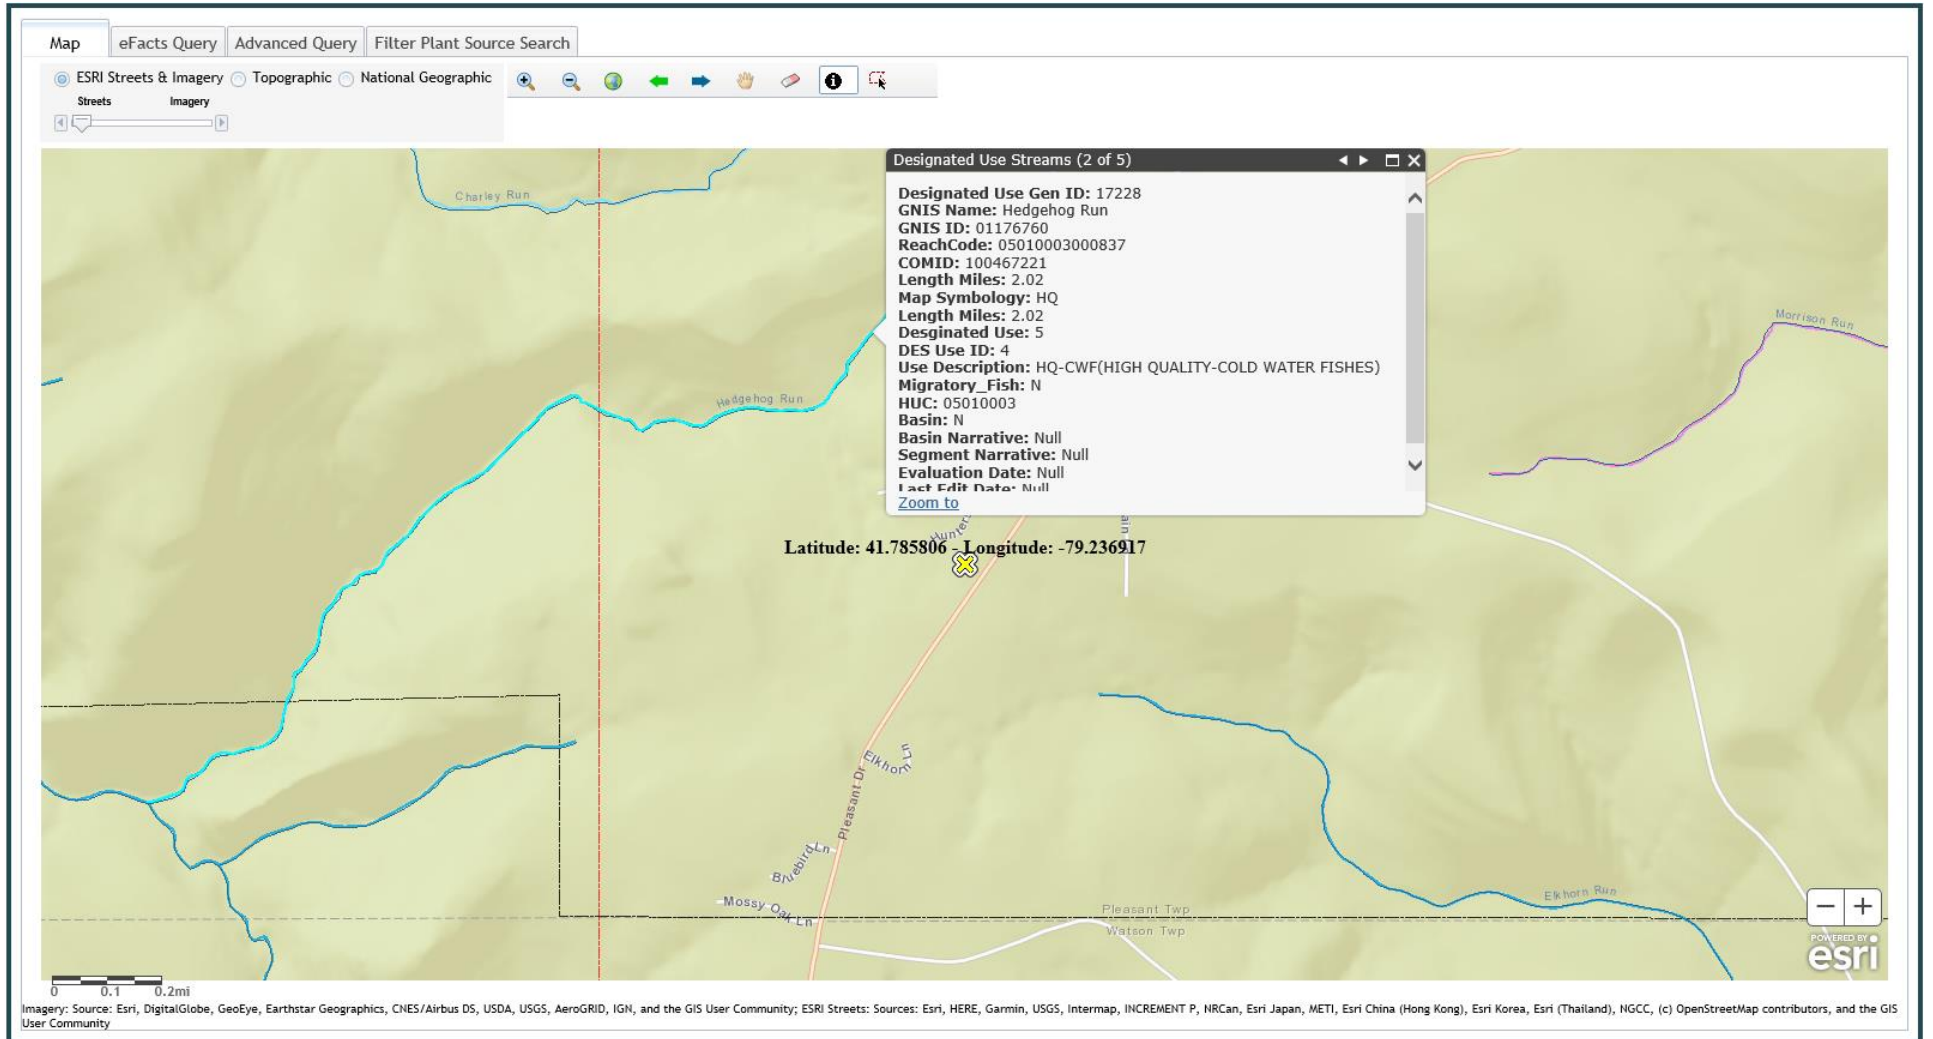 Map eFacts Query Advanced Query Filter Plant Source Search
ESRI Streets & Imagery Topographic National Geographic
Streets Imagery
Designated Use Streams (2 of 5)
Designated Use Gen ID: 17228
GNIS Name: Hedgehog Run
GNIS ID: 01176760
ReachCode: 05010003000837
COMID: 100467221
Length Miles: 2.02
Map Symbology: HQ
Length Miles: 2.02
Desginated Use: 5
DES Use ID: 4
Use Description: HQ-CWF(HIGH QUALITY-COLD WATER FISHES)
Migratory_Fish: N
HUC: 05010003
Basin: N
Basin Narrative: Null
Segment Narrative: Null
Evaluation Date: Null
Last Edit Date: Null
Zoom to
Charley Run
Morrison Run
Hedgehog Run
Hunters
ain
Latitude: 41.785806 - Longitude: -79.236917
Elkhorn Ln
Pleasant Dr
Bluebird Ln
Mossy Oak Ln
Elkhorn Run
Pleasant Twp
Watson Twp
POWERED BY
esri
0 0.1 0.2mi
Imagery: Source: Esri, DigitalGlobe, GeoEye, Earthstar Geographics, CNES/Airbus DS, USDA, USGS, AeroGRID, IGN, and the GIS User Community; ESRI Streets: Sources: Esri, HERE, Garmin, USGS, Intermap, INCREMENT P, NRCan, Esri Japan, METI, Esri China (Hong Kong), Esri Korea, Esri (Thailand), NGCC, (c) OpenStreetMap contributors, and the GIS
User Community